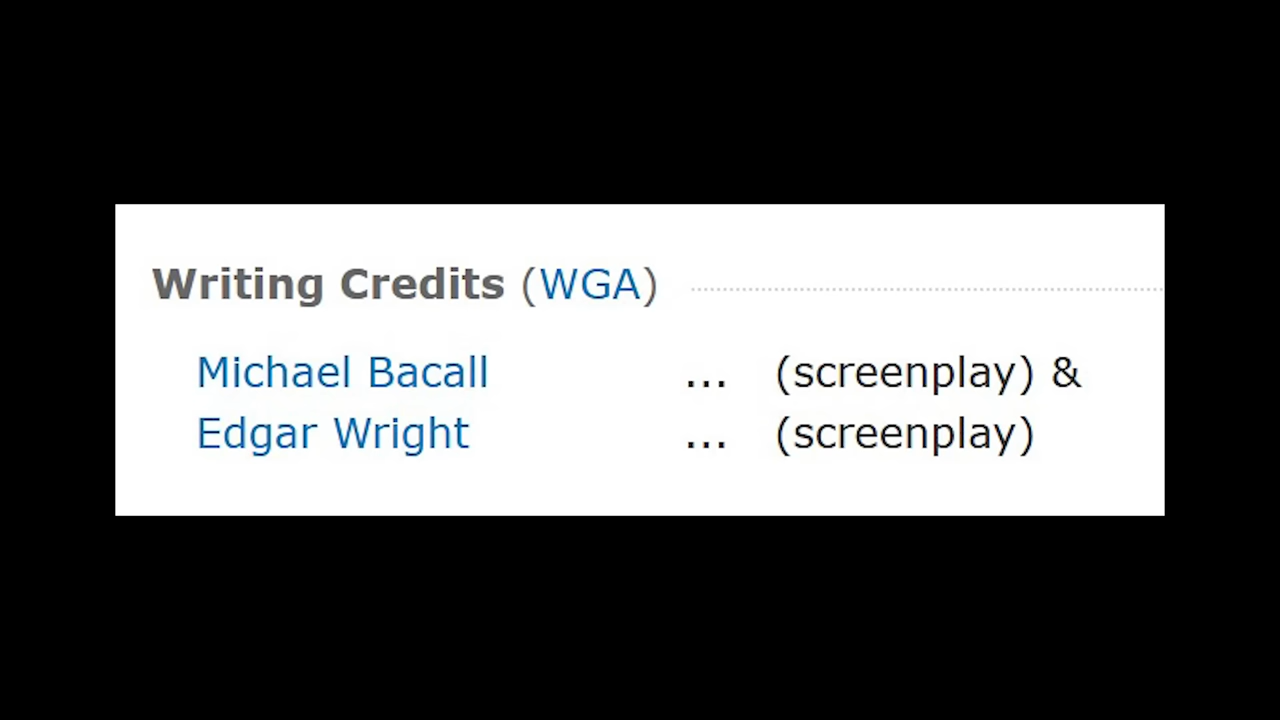 Writing Credits (WGA)
Michael Bacall ... (screenplay) &
Edgar Wright ... (screenplay)